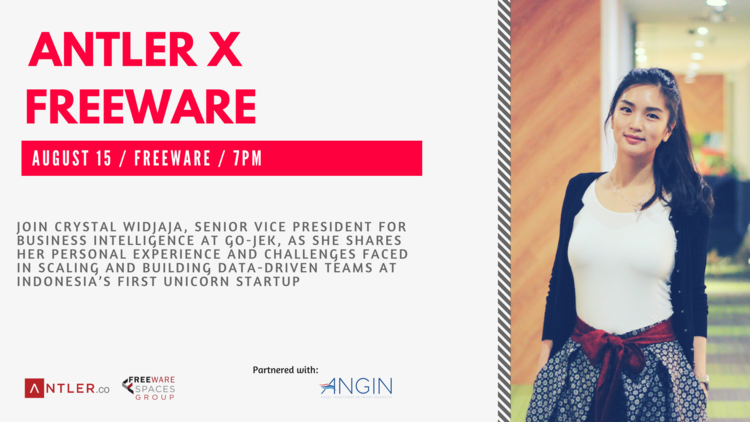 ANTLER X
FREEWARE
AUGUST 15 / FREEWARE / 7PM
JOIN CRYSTAL WIDJAJA, SENIOR VICE PRESIDENT FOR
BUSINESS INTELLIGENCE AT GO-JEK, AS SHE SHARES
HER PERSONAL EXPERIENCE AND CHALLENGES FACED
IN SCALING AND BUILDING DATA-DRIVEN TEAMS AT
INDONESIA’S FIRST UNICORN STARTUP
Partnered with:
ANTLER.CO
FREEWARE
SPACES
GROUP
ANGIN